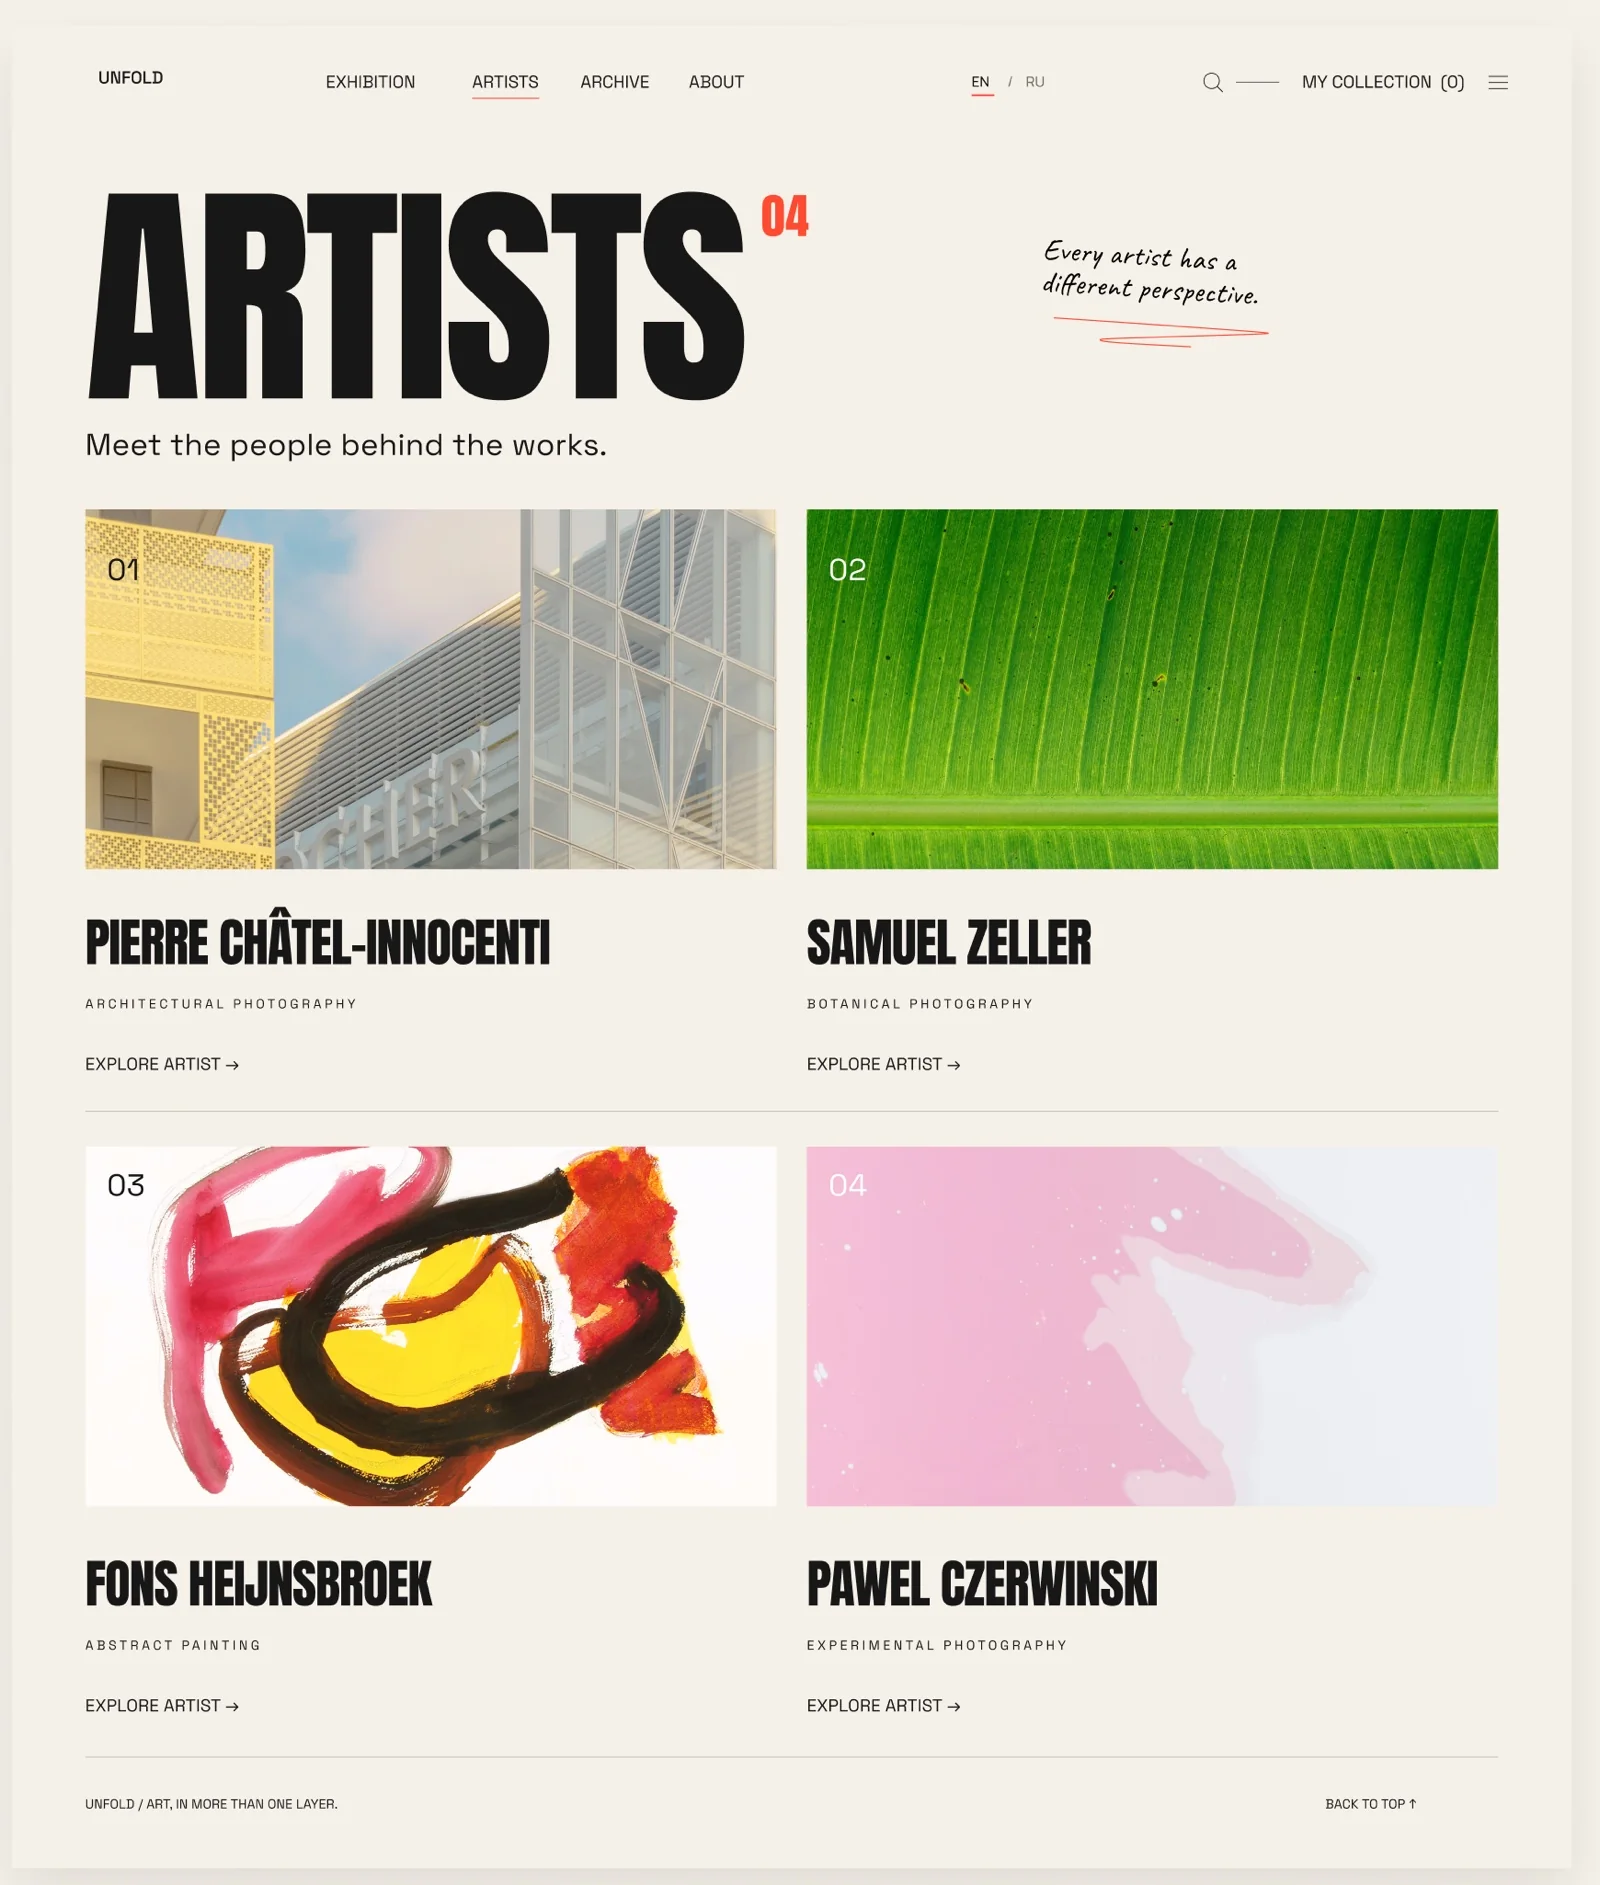 UNFOLD
EXHIBITION ARTISTS ARCHIVE ABOUT
EN / RU
MY COLLECTION (0)
ARTISTS 04
Every artist has a
different perspective.
Meet the people behind the works.
01
CHER
02
PIERRE CHÂTEL-INNOCENTI
ARCHITECTURAL PHOTOGRAPHY
EXPLORE ARTIST →
SAMUEL ZELLER
BOTANICAL PHOTOGRAPHY
EXPLORE ARTIST →
03
04
FONS HEIJNSBROEK
ABSTRACT PAINTING
EXPLORE ARTIST →
PAWEL CZERWINSKI
EXPERIMENTAL PHOTOGRAPHY
EXPLORE ARTIST →
UNFOLD / ART, IN MORE THAN ONE LAYER.
BACK TO TOP ↑